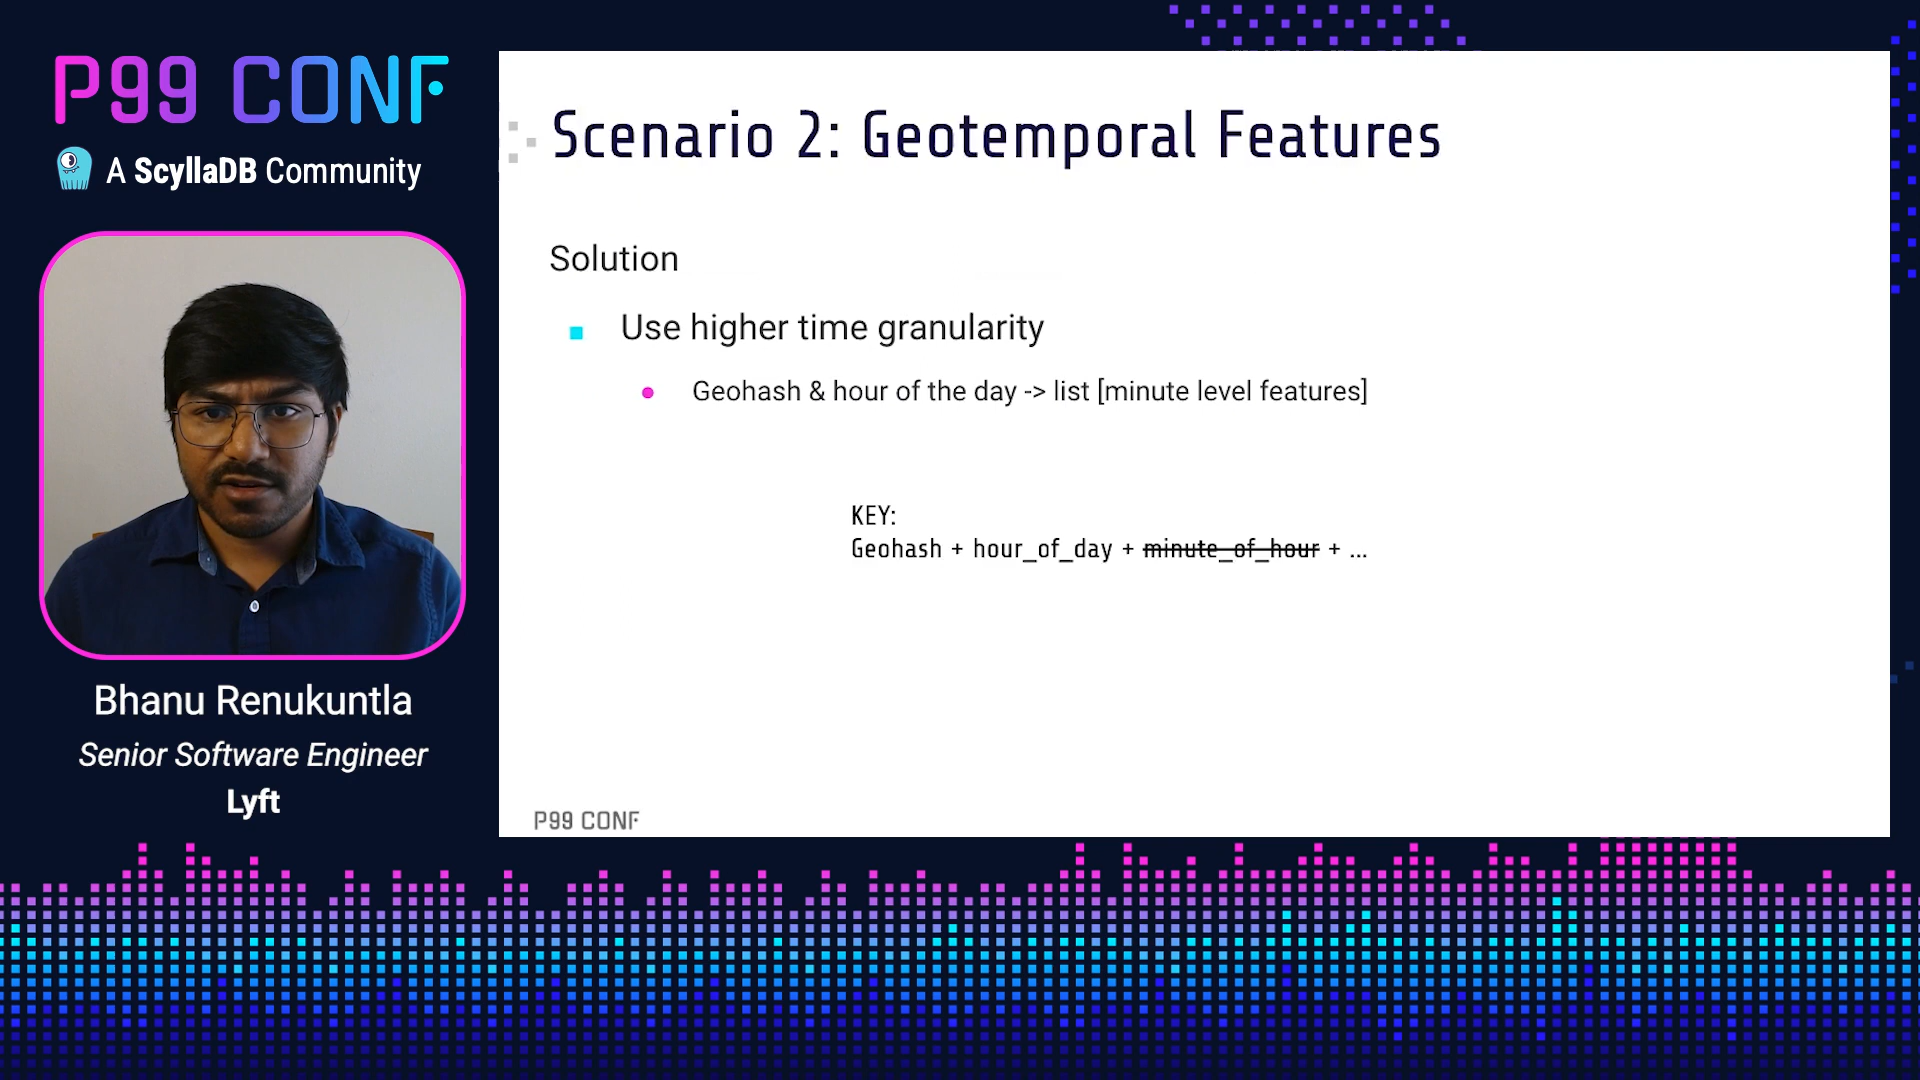 P99 CONF
A ScyllaDB Community
Bhanu Renukuntla
Senior Software Engineer
Lyft
Scenario 2: Geotemporal Features
Solution
Use higher time granularity
Geohash & hour of the day -> list [minute level features]
KEY:
Geohash + hour_of_day + minute_of_hour + ...
P99 CONF